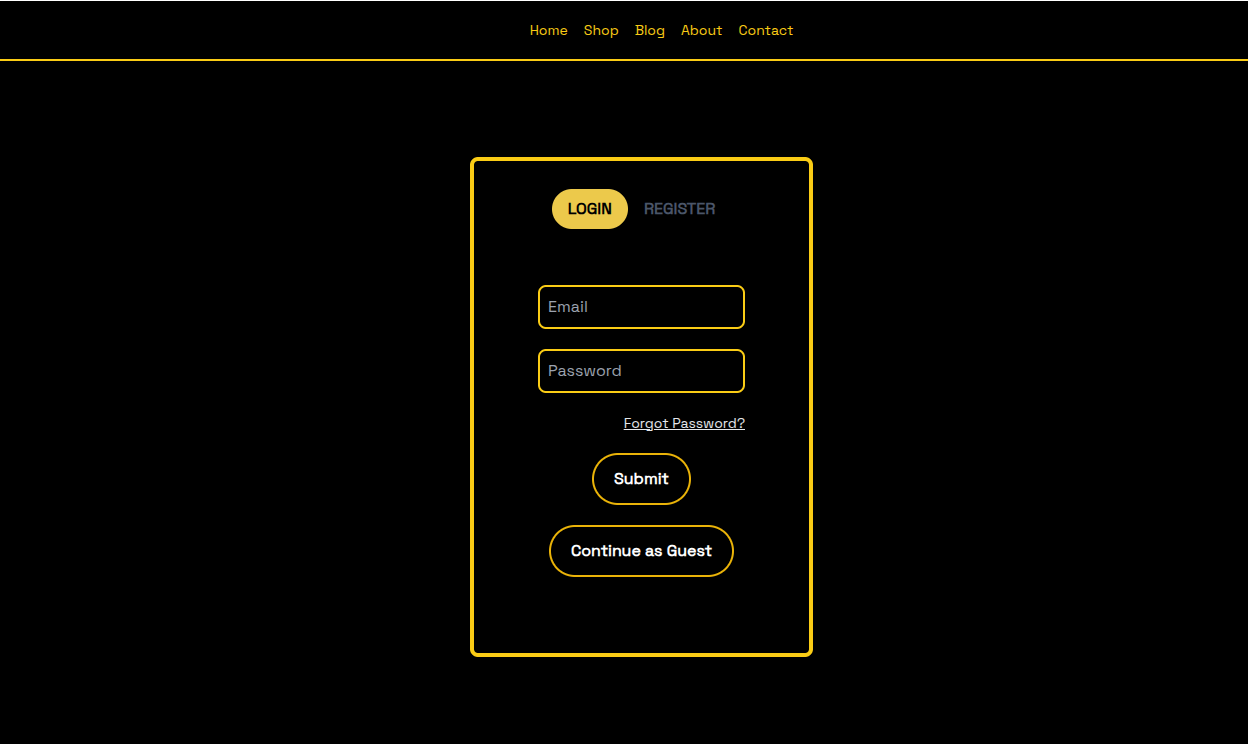 Home Shop Blog About Contact
LOGIN REGISTER
Email
Password
Forgot Password?
Submit
Continue as Guest